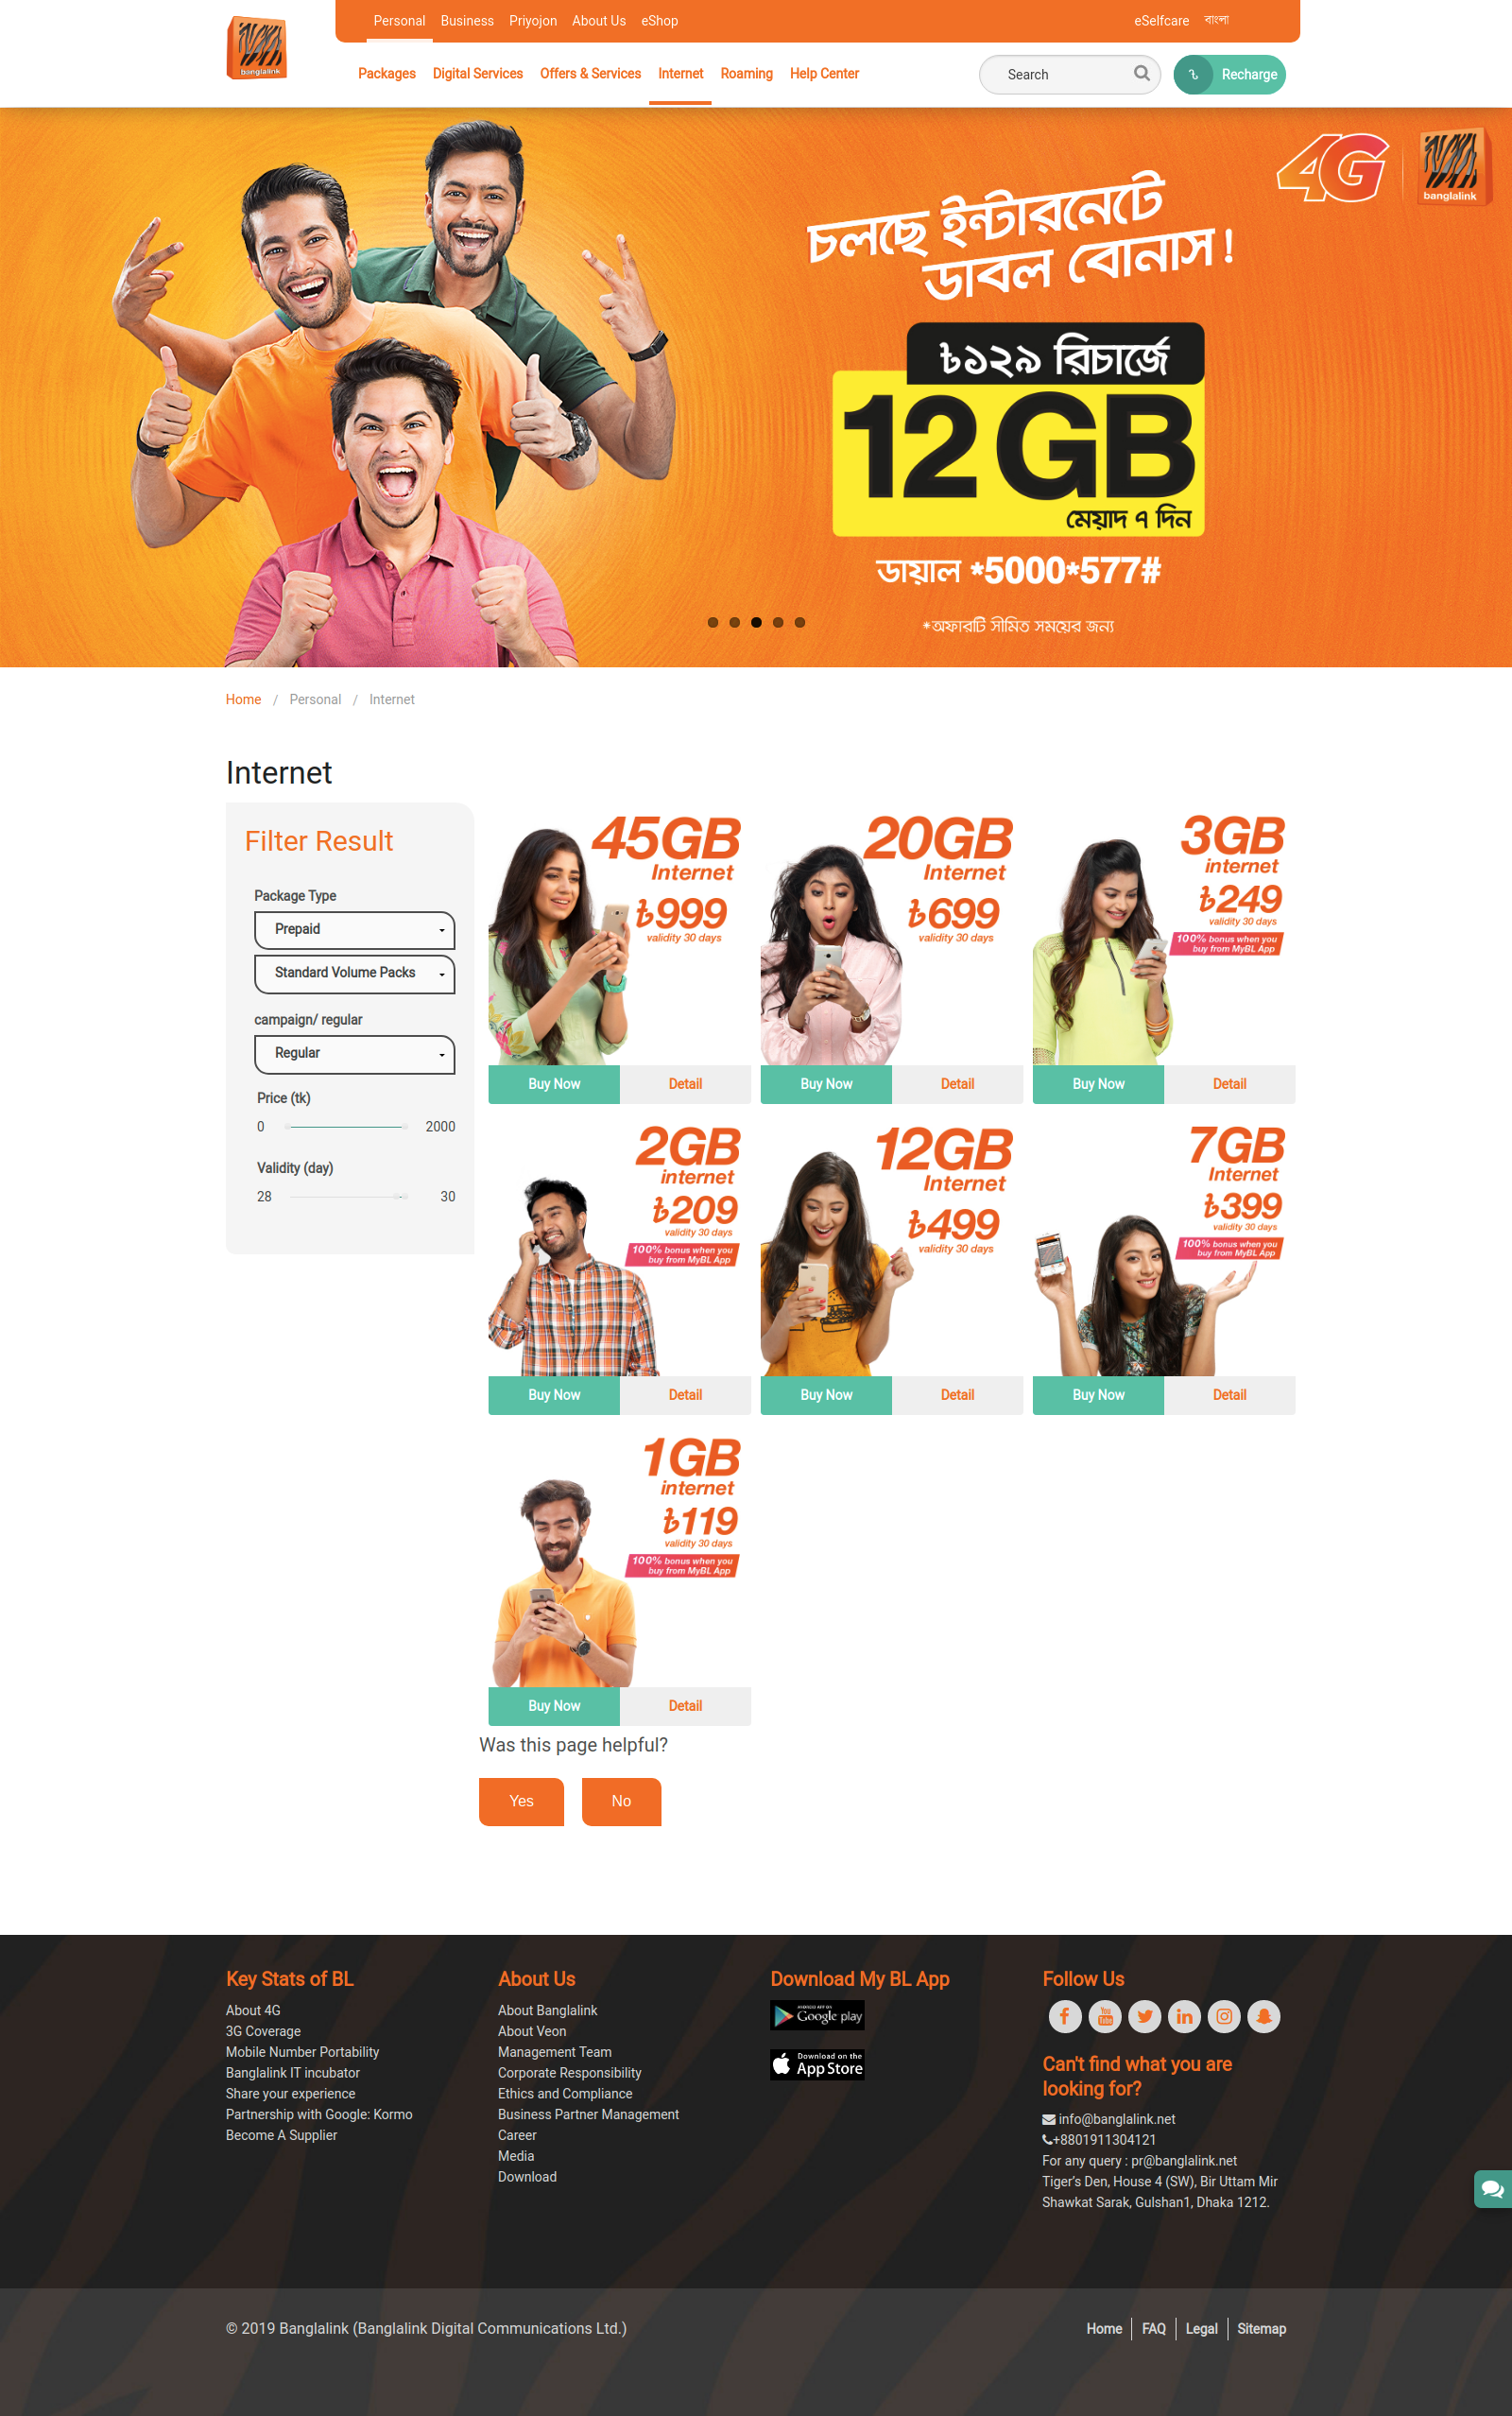 Personal Business Priyojon About Us eShop
eSelfcare বাংলা
banglalink
Packages Digital Services Offers & Services Internet Roaming Help Center
Search
৳ Recharge
4G
banglalink
চলছে ইন্টারনেটে
ডাবল বোনাস!
৳১২৯ রিচার্জে
12GB
মেয়াদ ৭ দিন
ডায়াল *5000*577#
*অফারটি সীমিত সময়ের জন্য
Home / Personal / Internet
Internet
Filter Result
Package Type
Prepaid
Standard Volume Packs
campaign/ regular
Regular
Price (tk)
0 2000
Validity (day)
28 30
45GB
Internet
৳999
validity 30 days
Buy Now Detail
20GB
Internet
৳699
validity 30 days
Buy Now Detail
3GB
internet
৳249
validity 30 days
100% bonus when you
buy from MyBL App
Buy Now Detail
2GB
internet
৳209
validity 30 days
100% bonus when you
buy from MyBL App
Buy Now Detail
12GB
Internet
৳499
validity 30 days
Buy Now Detail
7GB
Internet
৳399
validity 30 days
100% bonus when you
buy from MyBL App
Buy Now Detail
1GB
internet
৳119
validity 30 days
100% bonus when you
buy from MyBL App
Buy Now Detail
Was this page helpful?
Yes No
Key Stats of BL
About 4G
3G Coverage
Mobile Number Portability
Banglalink IT incubator
Share your experience
Partnership with Google: Kormo
Become A Supplier
About Us
About Banglalink
About Veon
Management Team
Corporate Responsibility
Ethics and Compliance
Business Partner Management
Career
Media
Download
Download My BL App
ANDROID APP ON
Google play
Download on the
App Store
Follow Us
You
Tube
Can't find what you are
looking for?
info@banglalink.net
+8801911304121
For any query : pr@banglalink.net
Tiger’s Den, House 4 (SW), Bir Uttam Mir
Shawkat Sarak, Gulshan1, Dhaka 1212.
© 2019 Banglalink (Banglalink Digital Communications Ltd.)
Home FAQ Legal Sitemap